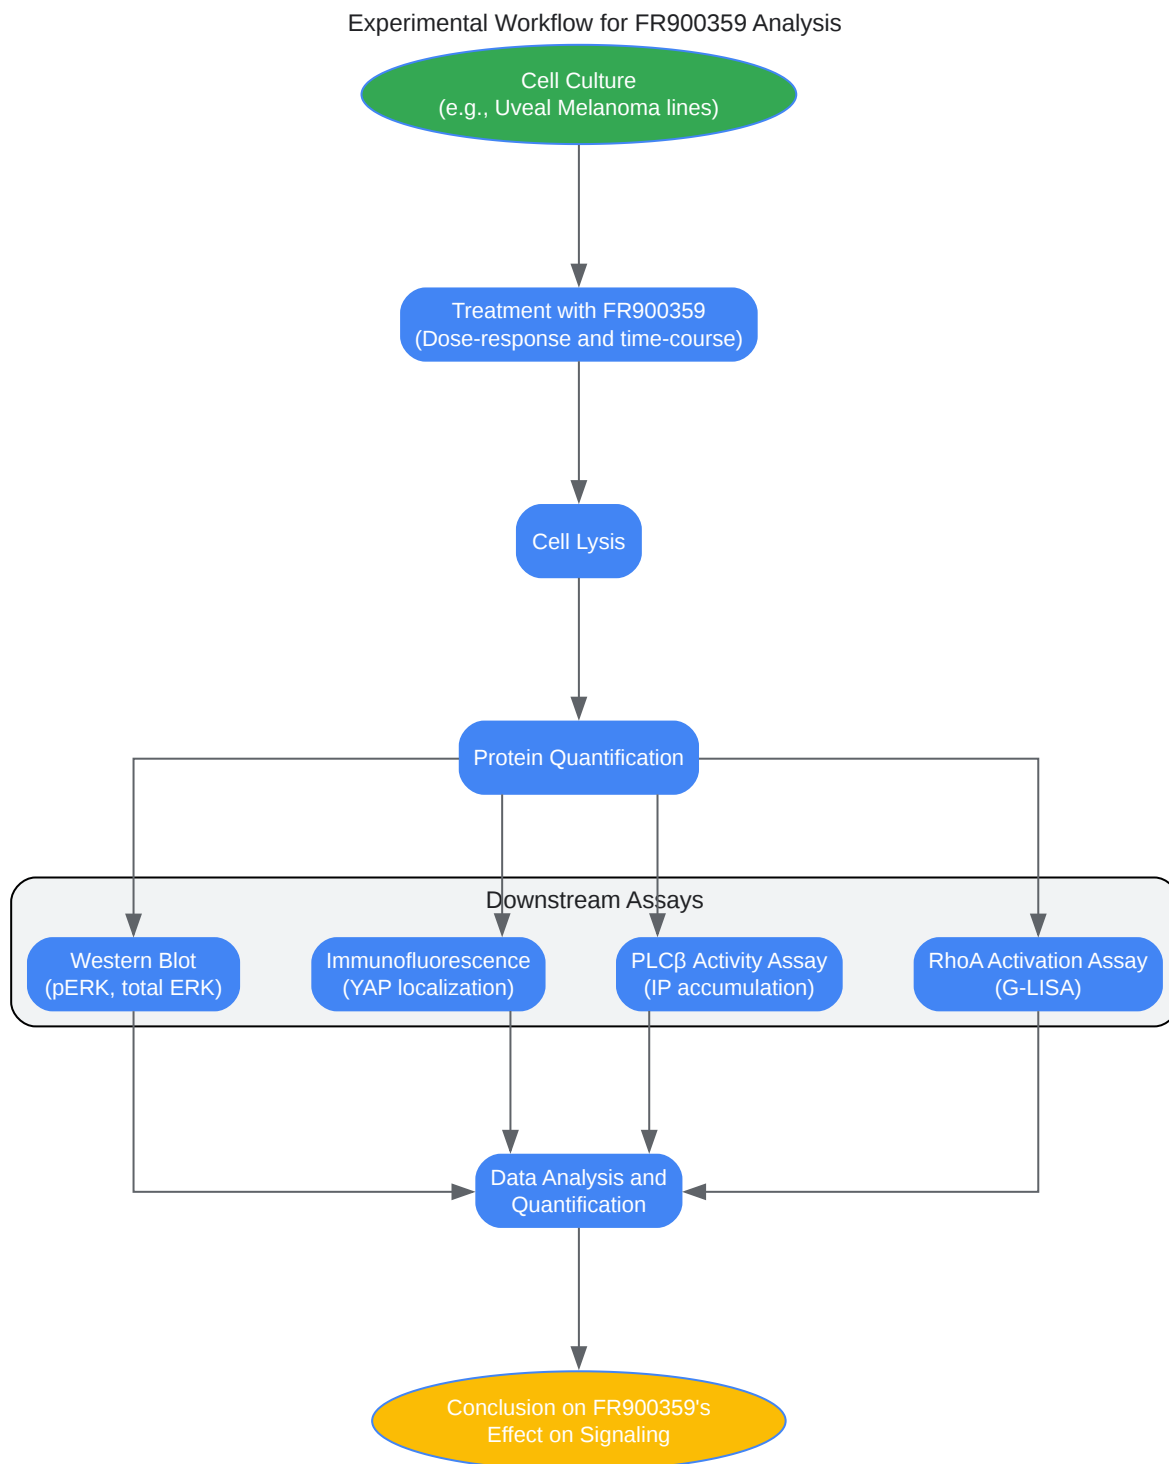 Experimental Workflow for FR900359 Analysis
Cell Culture
(e.g., Uveal Melanoma lines)
Treatment with FR900359
(Dose-response and time-course)
Cell Lysis
Protein Quantification
Downstream Assays
Western Blot
(pERK, total ERK)
Immunofluorescence
(YAP localization)
PLCβ Activity Assay
(IP accumulation)
RhoA Activation Assay
(G-LISA)
Data Analysis and
Quantification
Conclusion on FR900359's
Effect on Signaling